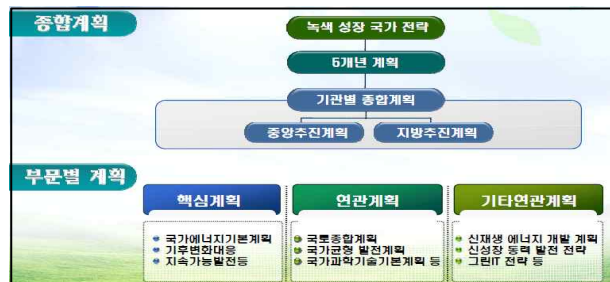 종합계획
녹색 성장 국가 전략
5개년 계획
기관별 종합계획
중앙추진계획
지방추진계획
부문별 계획
핵심계획
국가에너지기본계획
기후변화대응
지속가능발전등
연관계획
국토종합계획
국가균형 발전계획
국가과학기술기본계획 등
기타연관계획
신재생 에너지 개발 계획
신성장 동력 발전 전략
그린IT 전략 등